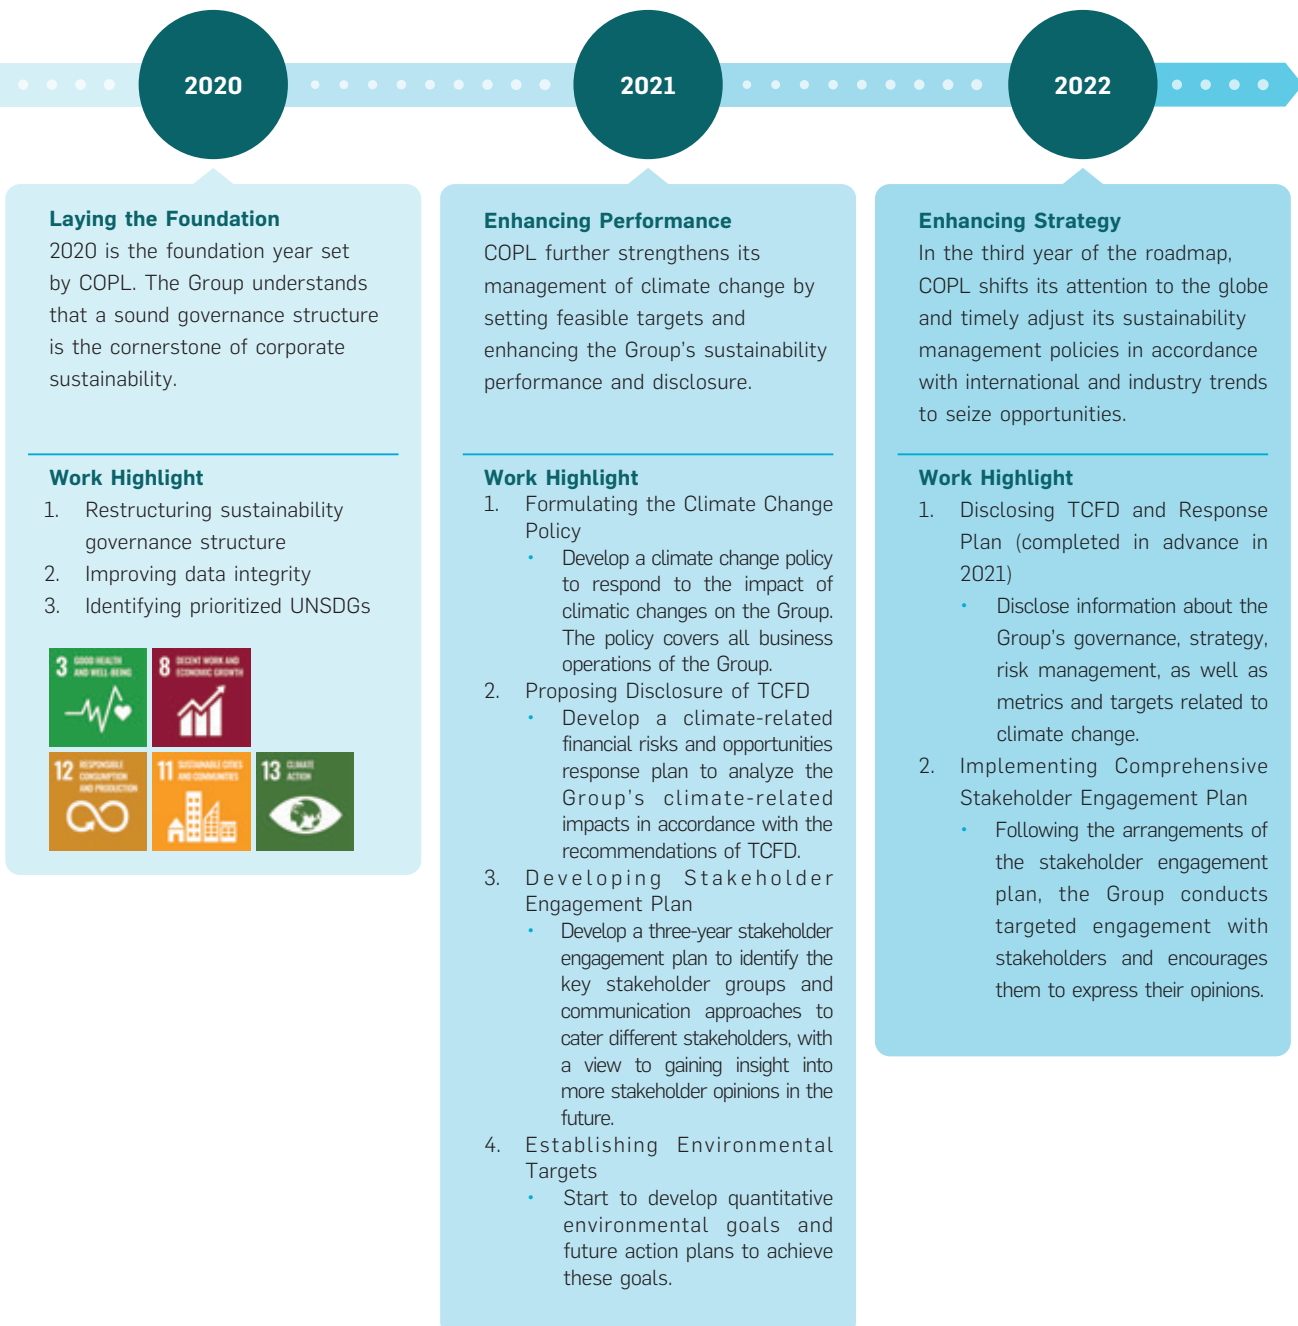 2020
2021
2022
Laying the Foundation
2020 is the foundation year set
by COPL. The Group understands
that a sound governance structure
is the cornerstone of corporate
sustainability.
Work Highlight
1. Restructuring sustainability
governance structure
2. Improving data integrity
3. Identifying prioritized UNSDGs
3 GOOD HEALTH
AND WELL-BEING
8 DECENT WORK AND
ECONOMIC GROWTH
12 RESPONSIBLE
CONSUMPTION
AND PRODUCTION
11 SUSTAINABLE CITIES
AND COMMUNITIES
13 CLIMATE
ACTION
Enhancing Performance
COPL further strengthens its
management of climate change by
setting feasible targets and
enhancing the Group's sustainability
performance and disclosure.
Work Highlight
1. Formulating the Climate Change
Policy
• Develop a climate change policy
to respond to the impact of
climatic changes on the Group.
The policy covers all business
operations of the Group.
2. Proposing Disclosure of TCFD
• Develop a climate-related
financial risks and opportunities
response plan to analyze the
Group's climate-related
impacts in accordance with the
recommendations of TCFD.
3. Developing Stakeholder
Engagement Plan
• Develop a three-year stakeholder
engagement plan to identify the
key stakeholder groups and
communication approaches to
cater different stakeholders, with
a view to gaining insight into
more stakeholder opinions in the
future.
4. Establishing Environmental
Targets
• Start to develop quantitative
environmental goals and
future action plans to achieve
these goals.
Enhancing Strategy
In the third year of the roadmap,
COPL shifts its attention to the globe
and timely adjust its sustainability
management policies in accordance
with international and industry trends
to seize opportunities.
Work Highlight
1. Disclosing TCFD and Response
Plan (completed in advance in
2021)
• Disclose information about the
Group's governance, strategy,
risk management, as well as
metrics and targets related to
climate change.
2. Implementing Comprehensive
Stakeholder Engagement Plan
• Following the arrangements of
the stakeholder engagement
plan, the Group conducts
targeted engagement with
stakeholders and encourages
them to express their opinions.